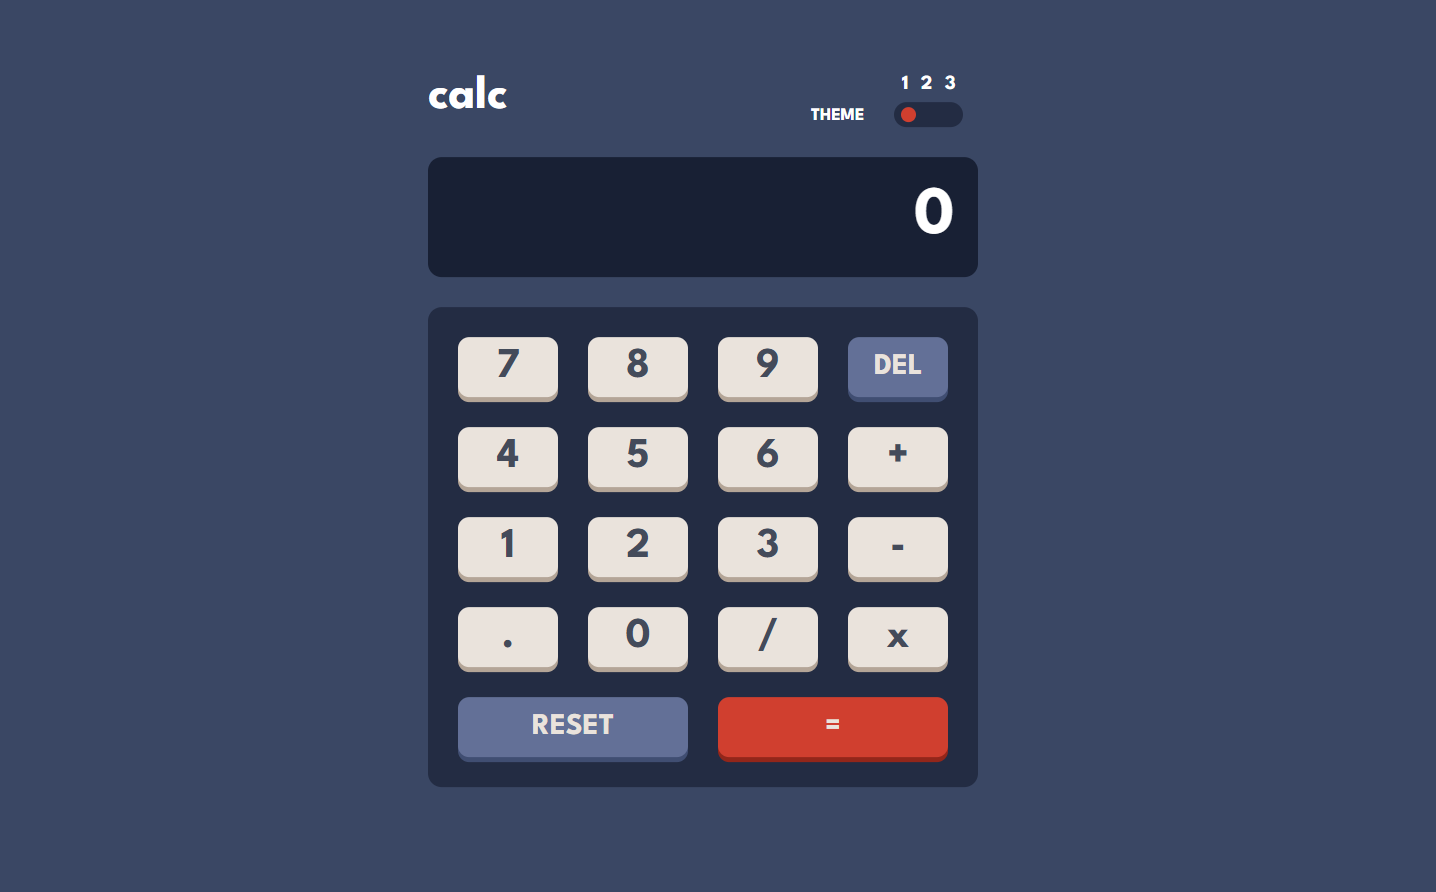 calc
1 2 3
THEME
0
7 8 9 DEL
4 5 6 +
1 2 3 -
. 0 / x
RESET =